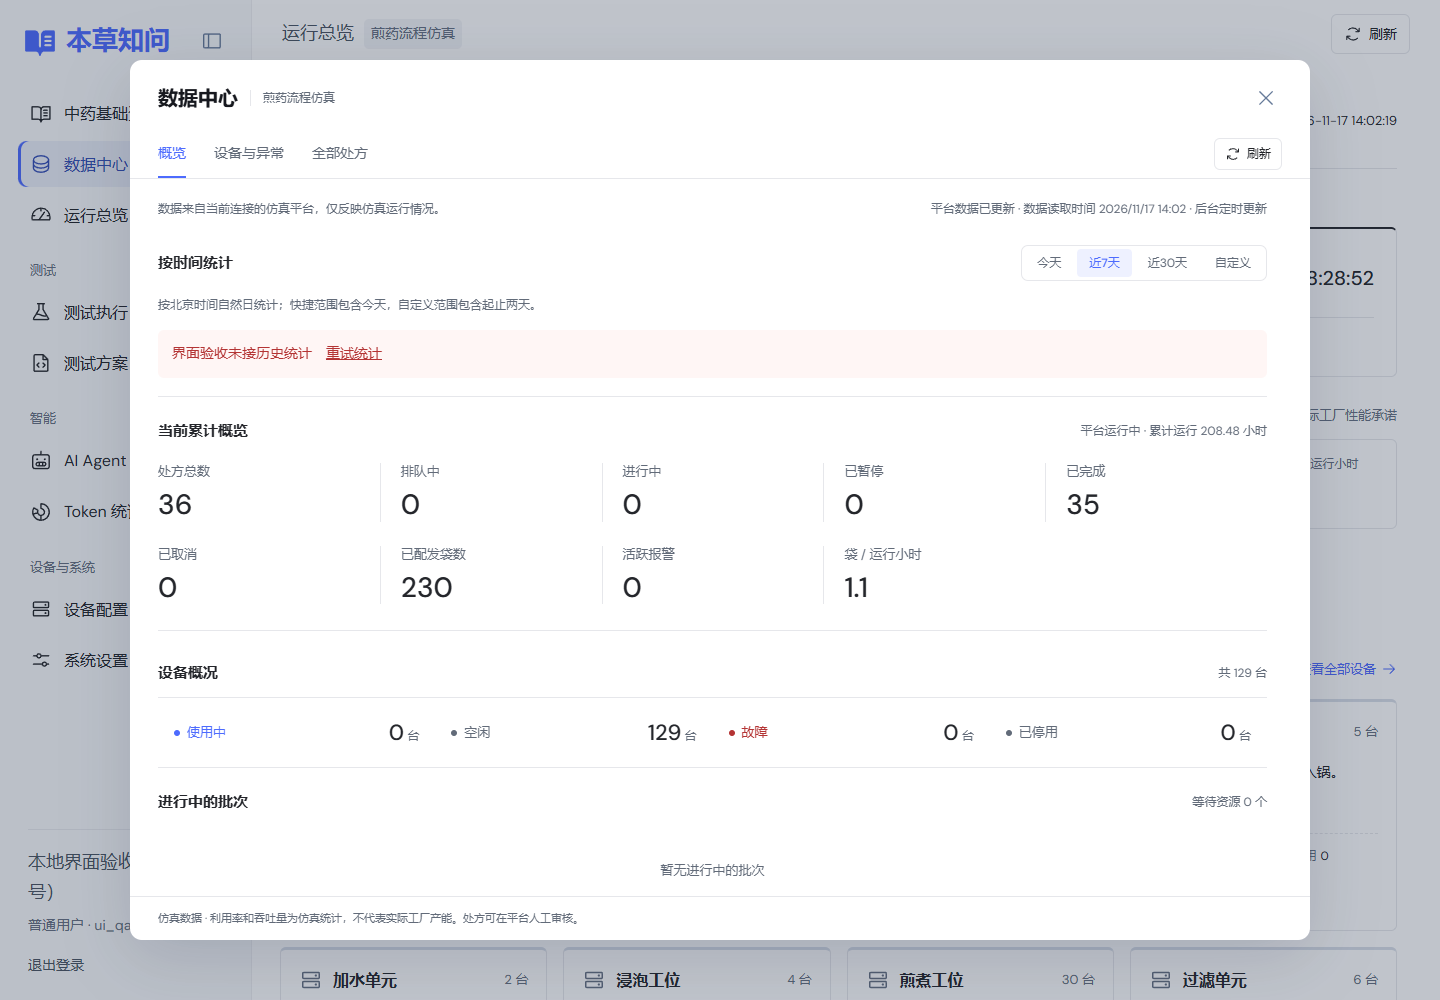 本草知问
运行总览 煎药流程仿真
刷新
中药基础
数据中心
运行总览
测试
测试执行
测试方案
智能
AI Agent
Token 统
设备与系统
设备配置
系统设置
本地界面验收
号)
普通用户 · ui_qa
退出登录
-11-17 14:02:19
:28:52
工厂性能承诺
运行小时
看全部设备 →
5 台
锅。
0
数据中心 煎药流程仿真
概览 设备与异常 全部处方
刷新
数据来自当前连接的仿真平台，仅反映仿真运行情况。
平台数据已更新 · 数据读取时间 2026/11/17 14:02 · 后台定时更新
按时间统计
今天 近7天 近30天 自定义
按北京时间自然日统计；快捷范围包含今天，自定义范围包含起止两天。
界面验收未接历史统计 重试统计
当前累计概览
平台运行中 · 累计运行 208.48 小时
处方总数 排队中 进行中 已暂停 已完成
36 0 0 0 35
已取消 已配发袋数 活跃报警 袋 / 运行小时
0 230 0 1.1
设备概况
共 129 台
使用中 0 台 空闲 129 台 故障 0 台 已停用 0 台
进行中的批次
等待资源 0 个
暂无进行中的批次
仿真数据 · 利用率和吞吐量为仿真统计，不代表实际工厂产能。处方可在平台人工审核。
加水单元 2 台 浸泡工位 4 台 煎煮工位 30 台 过滤单元 6 台